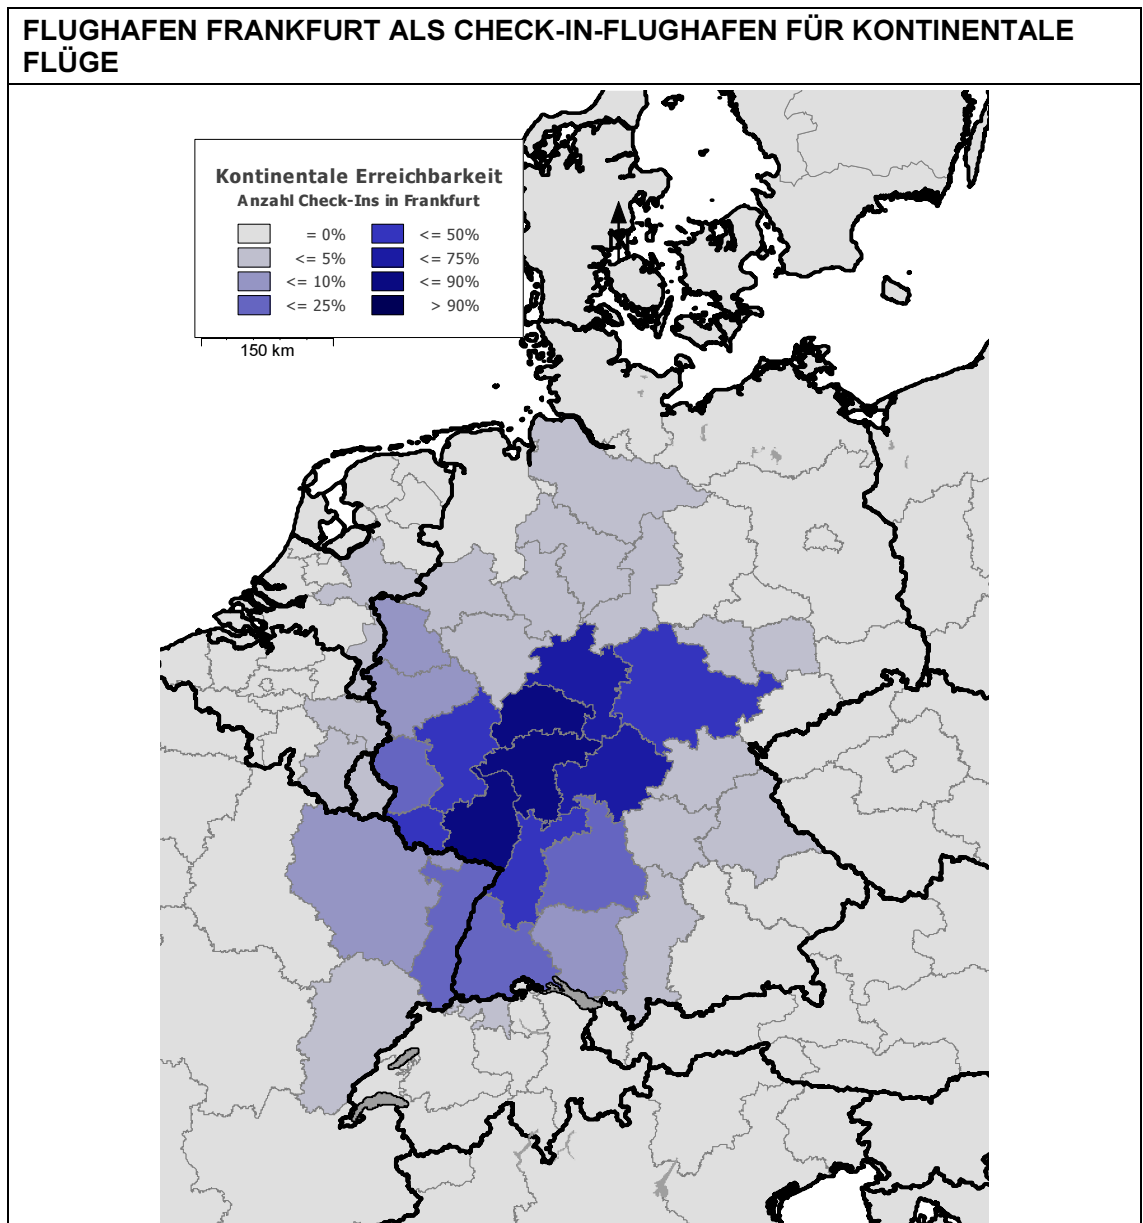 FLUGHAFEN FRANKFURT ALS CHECK-IN-FLUGHAFEN FÜR KONTINENTALE
FLÜGE
Kontinentale Erreichbarkeit
Anzahl Check-Ins in Frankfurt
= 0%
<= 5%
<= 10%
<= 25%
<= 50%
<= 75%
<= 90%
> 90%
150 km
N